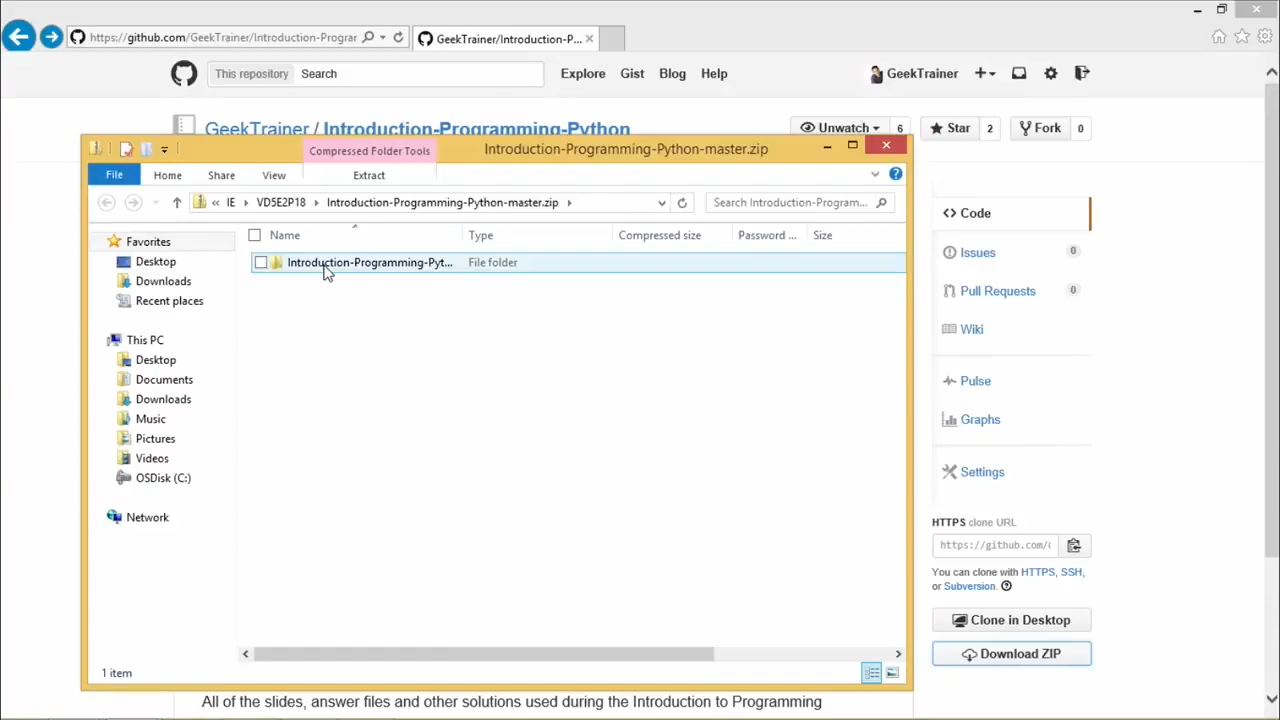 https://github.com/GeekTrainer/Introduction-Prograr
GeekTrainer/Introduction-P...
This repository Search
Explore Gist Blog Help
GeekTrainer
GeekTrainer / Introduction-Programming-Python
Unwatch 6
Star 2
Fork 0
Compressed Folder Tools
Introduction-Programming-Python-master.zip
File Home Share View Extract
« IE VD5E2P18 Introduction-Programming-Python-master.zip
Search Introduction-Program...
Name Type Compressed size Password ... Size
Introduction-Programming-Pyt... File folder
Favorites
Desktop
Downloads
Recent places
This PC
Desktop
Documents
Downloads
Music
Pictures
Videos
OSDisk (C:)
Network
1 item
<> Code
Issues 0
Pull Requests 0
Wiki
Pulse
Graphs
Settings
HTTPS clone URL
https://github.com/
You can clone with HTTPS, SSH,
or Subversion.
Clone in Desktop
Download ZIP
All of the slides, answer files and other solutions used during the Introduction to Programming